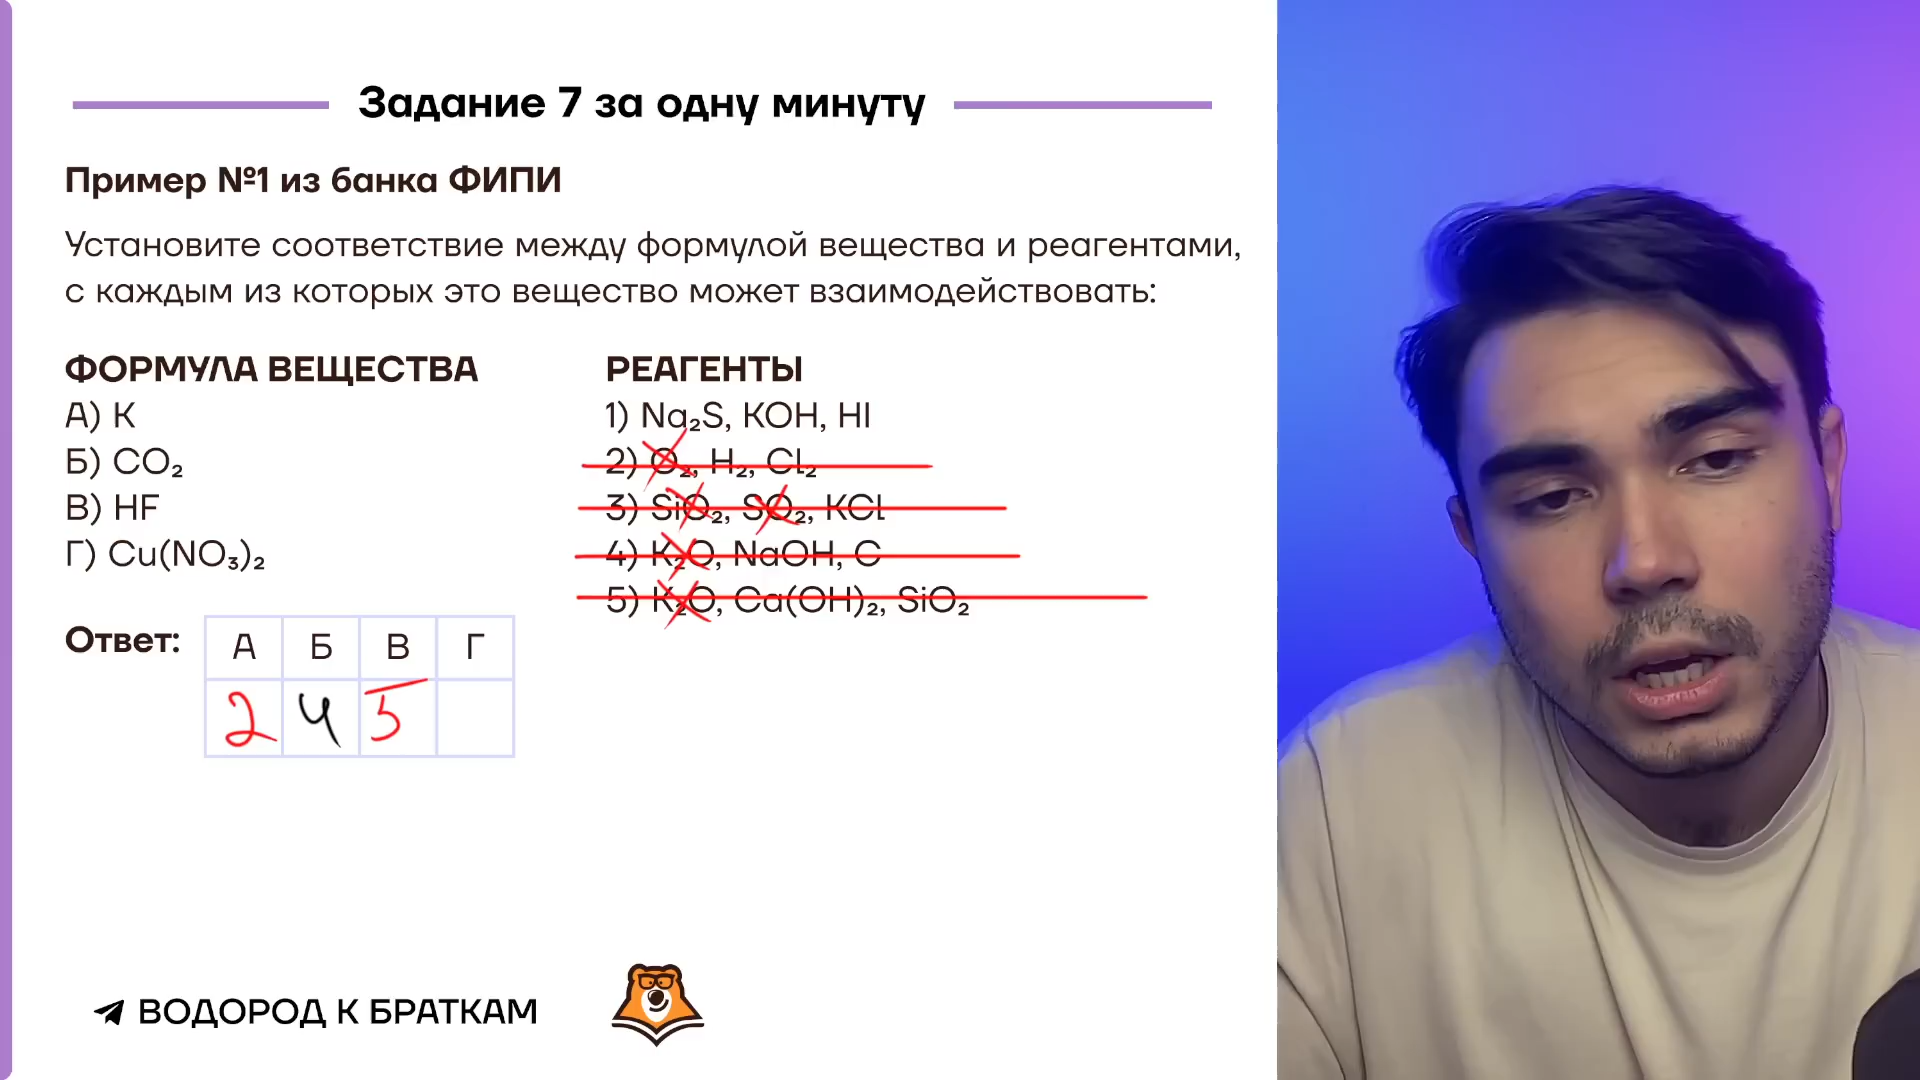 Задание 7 за одну минуту
Пример №1 из банка ФИПИ
Установите соответствие между формулой вещества и реагентами,
с каждым из которых это вещество может взаимодействовать:
ФОРМУЛА ВЕЩЕСТВА
А) K
Б) CO₂
В) HF
Г) Cu(NO₃)₂
РЕАГЕНТЫ
1) Na₂S, KOH, HI
2) O₂, H₂, Cl₂
3) SiO₂, SO₂, KCl
4) K₂O, NaOH, C
5) K₂O, Ca(OH)₂, SiO₂
Ответ:
А Б В Г
2 4 5
ВОДОРОД К БРАТКАМ